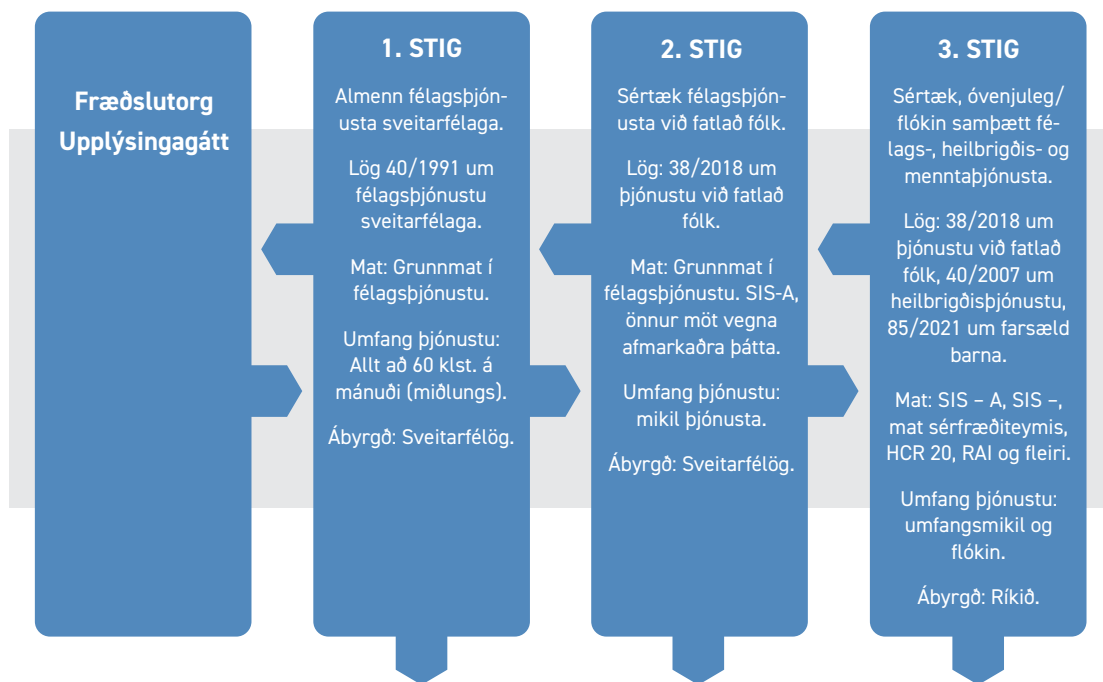 Fræðslutorg
Upplýsingagátt
1. STIG
Almenn félagsþjón-
usta sveitarfélaga.
Lög 40/1991 um
félagsþjónustu
sveitarfélaga.
Mat: Grunnmat í
félagsþjónustu.
Umfang þjónustu:
Allt að 60 klst. á
mánuði (miðlungs).
Ábyrgð: Sveitarfélög.
2. STIG
Sértæk félagsþjón-
usta við fatlað fólk.
Lög: 38/2018 um
þjónustu við fatlað
fólk.
Mat: Grunnmat í
félagsþjónustu. SIS-A,
önnur möt vegna
afmarkaðra þátta.
Umfang þjónustu:
mikil þjónusta.
Ábyrgð: Sveitarfélög.
3. STIG
Sértæk, óvenjuleg/
flókin samþætt fé-
lags-, heilbrigðis- og
menntaþjónusta.
Lög: 38/2018 um
þjónustu við fatlað
fólk, 40/2007 um
heilbrigðisþjónustu,
85/2021 um farsæld
barna.
Mat: SIS – A, SIS –,
mat sérfræðiteymis,
HCR 20, RAI og fleiri.
Umfang þjónustu:
umfangsmikil og
flókin.
Ábyrgð: Ríkið.